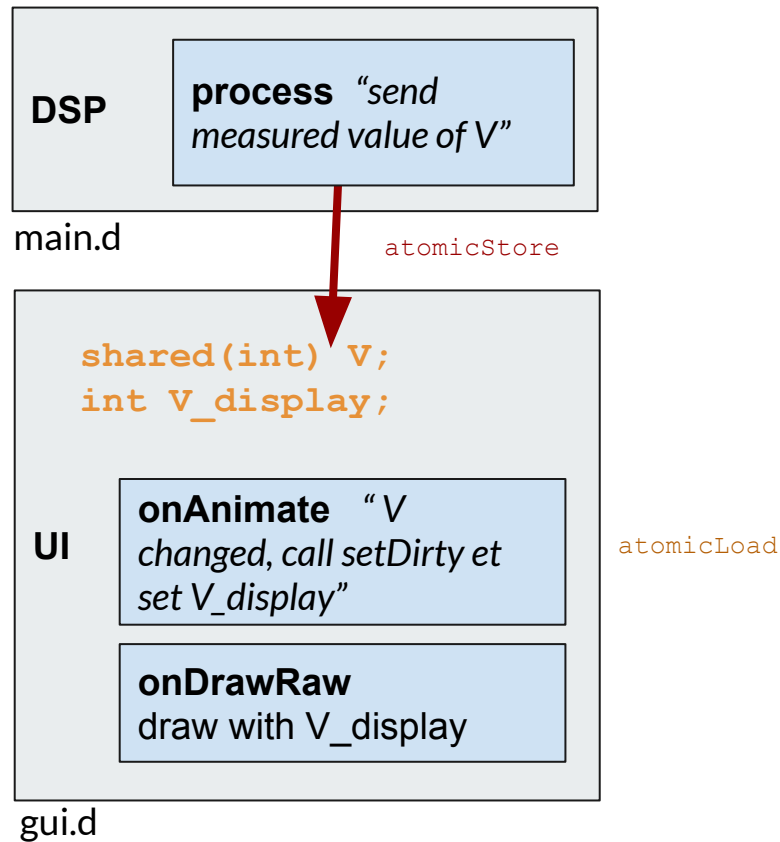 DSP
process “send
measured value of V”
main.d
atomicStore
shared(int) V;
int V_display;
UI
onAnimate “ V
changed, call setDirty et
set V_display”
atomicLoad
onDrawRaw
draw with V_display
gui.d